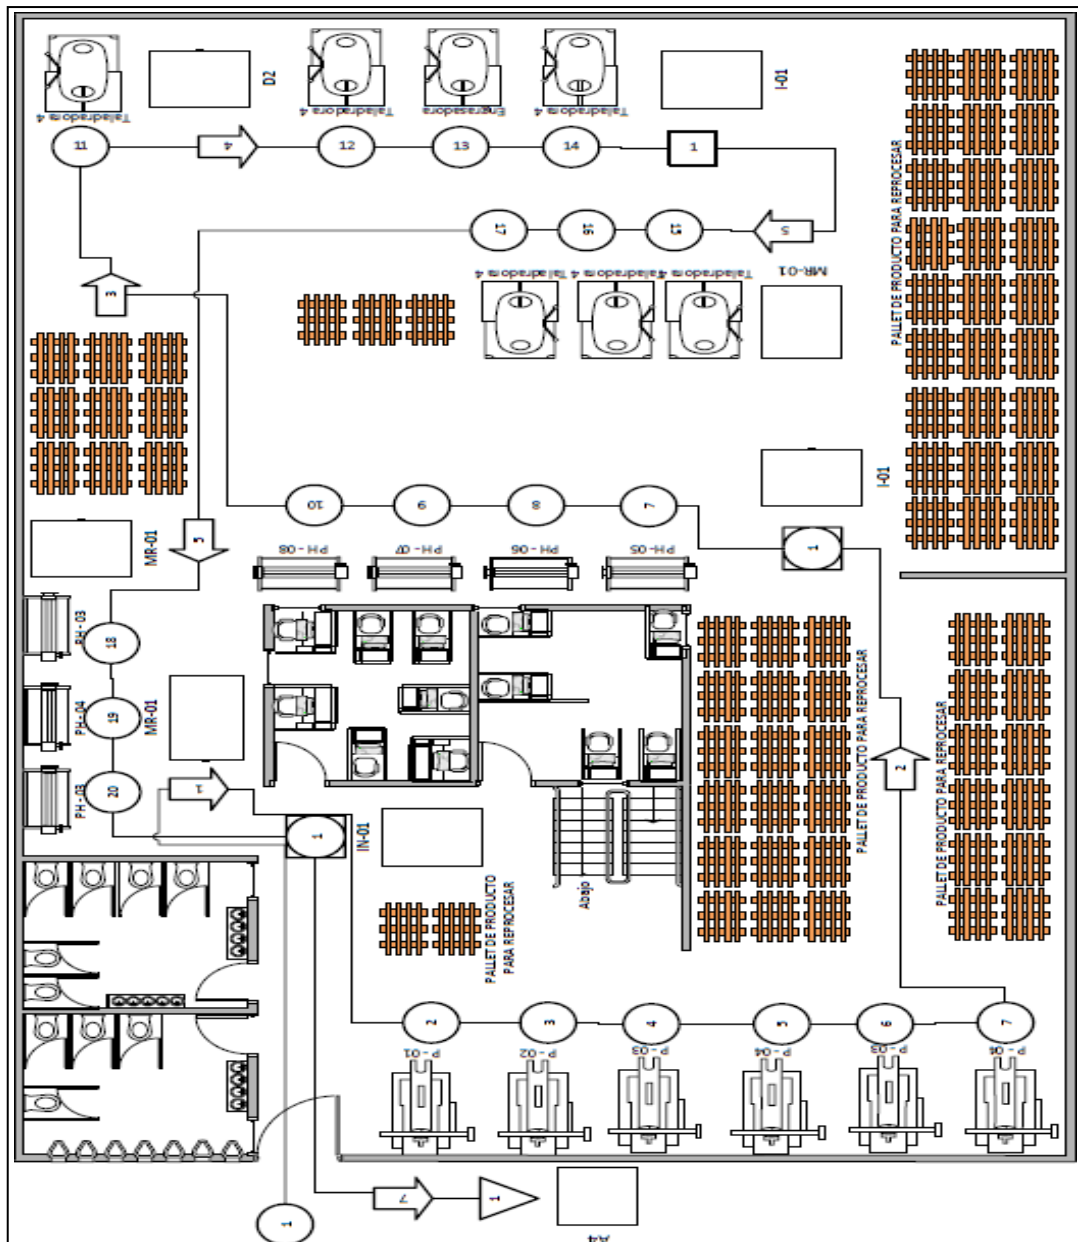 Taladradora 4
D2
Taladradora 4
Engrasadora
Taladradora 4
I-01
11
4
12
13
14
1
5
17
16
15
3
Taladradora 4
Taladradora 4
Taladradora 4
MR-01
PALLET DE PRODUCTO PARA REPROCESAR
I-01
10
9
8
7
1
MR-01
5
PH - 08
PH - 07
PH - 06
PH - 05
PH - 03
18
PH - 04
19
MR-01
PH - 03
20
1
1
IN-01
PALLET DE PRODUCTO PARA REPROCESAR
2
PALLET DE PRODUCTO PARA REPROCESAR
Abajo
PALLET DE PRODUCTO
PARA REPROCESAR
2
3
4
5
6
7
P - 01
P - 02
P - 03
P - 04
P - 03
P - 04
7
1
1
A4